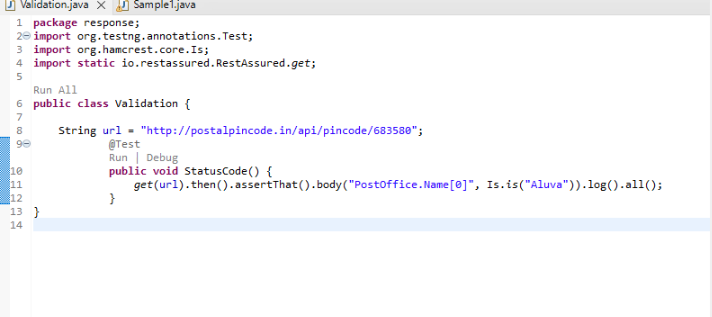 Validation.java Sample1.java
1 package response;
2 import org.testng.annotations.Test;
3 import org.hamcrest.core.Is;
4 import static io.restassured.RestAssured.get;
5
Run All
6 public class Validation {
7
8 String url = "http://postalpincode.in/api/pincode/683580";
9 @Test
Run | Debug
10 public void StatusCode() {
11 get(url).then().assertThat().body("PostOffice.Name[0]", Is.is("Aluva")).log().all();
12 }
13 }
14